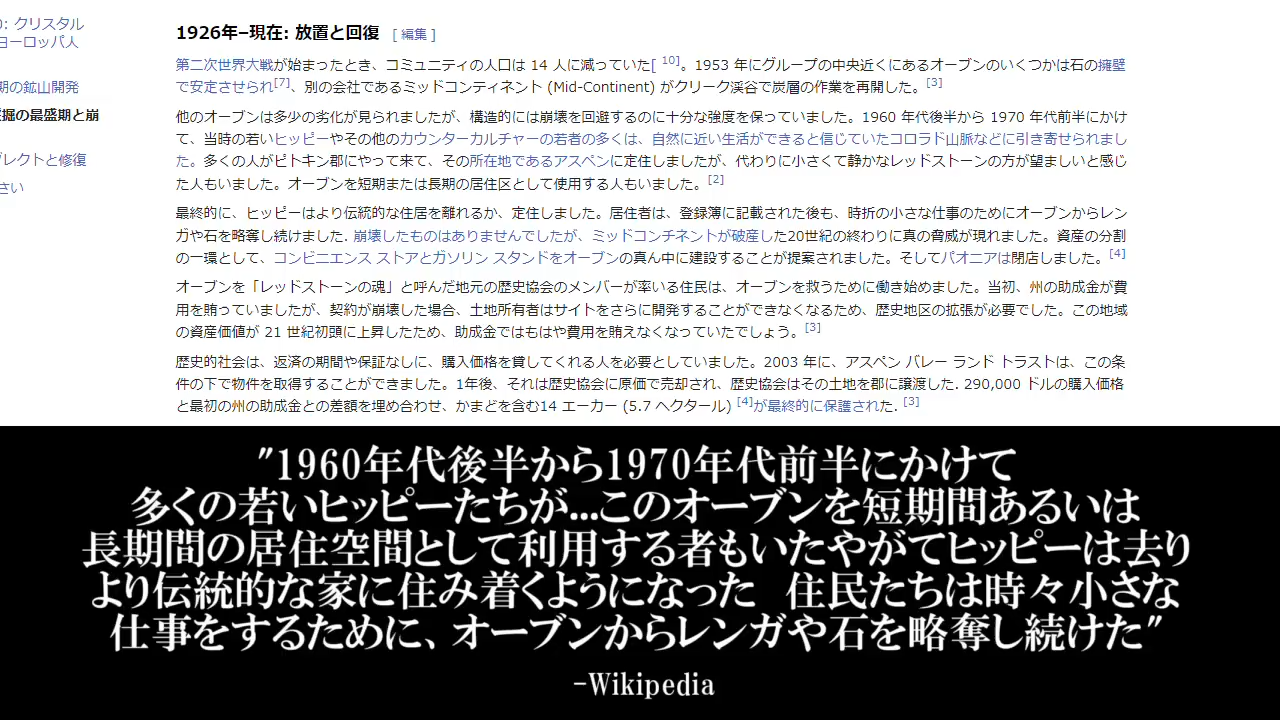 0: クリスタル
ヨーロッパ人
期の鉱山開発
掘の最盛期と崩
レクトと修復
さい
1926年–現在: 放置と回復 [ 編集 ]
第二次世界大戦が始まったとき、コミュニティの人口は 14 人に減っていた[ 10]。1953 年にグループの中央近くにあるオーブンのいくつかは石の擁壁
で安定させられ[7]、別の会社であるミッドコンティネント (Mid-Continent) がクリーク渓谷で炭層の作業を再開した。[3]
他のオーブンは多少の劣化が見られましたが、構造的には崩壊を回避するのに十分な強度を保っていました。1960 年代後半から 1970 年代前半にかけ
て、当時の若いヒッピーやその他のカウンターカルチャーの若者の多くは、自然に近い生活ができると信じていたコロラド山脈などに引き寄せられまし
た。多くの人がピトキン郡にやって来て、その所在地であるアスペンに定住しましたが、代わりに小さくて静かなレッドストーンの方が望ましいと感じ
た人もいました。オーブンを短期または長期の居住区として使用する人もいました。[2]
最終的に、ヒッピーはより伝統的な住居を離れるか、定住しました。居住者は、登録簿に記載された後も、時折の小さな仕事のためにオーブンからレン
ガや石を略奪し続けました. 崩壊したものはありませんでしたが、ミッドコンチネントが破産した20世紀の終わりに真の脅威が現れました。資産の分割
の一環として、コンビニエンス ストアとガソリン スタンドをオーブンの真ん中に建設することが提案されました。そしてパオニアは閉店しました。[4]
オーブンを「レッドストーンの魂」と呼んだ地元の歴史協会のメンバーが率いる住民は、オーブンを救うために働き始めました。当初、州の助成金が費
用を賄っていましたが、契約が崩壊した場合、土地所有者はサイトをさらに開発することができなくなるため、歴史地区の拡張が必要でした。この地域
の資産価値が 21 世紀初頭に上昇したため、助成金ではもはや費用を賄えなくなっていたでしょう。[3]
歴史的社会は、返済の期間や保証なしに、購入価格を貸してくれる人を必要としていました。2003 年に、アスペン バレー ランド トラストは、この条
件の下で物件を取得することができました。1年後、それは歴史協会に原価で売却され、歴史協会はその土地を郡に譲渡した. 290,000 ドルの購入価格
と最初の州の助成金との差額を埋め合わせ、かまどを含む14 エーカー (5.7 ヘクタール) [4]が最終的に保護された. [3]
"1960年代後半から1970年代前半にかけて
多くの若いヒッピーたちが...このオーブンを短期間あるいは
長期間の居住空間として利用する者もいたやがてヒッピーは去り
より伝統的な家に住み着くようになった　住民たちは時々小さな
仕事をするために、オーブンからレンガや石を略奪し続けた"
-Wikipedia